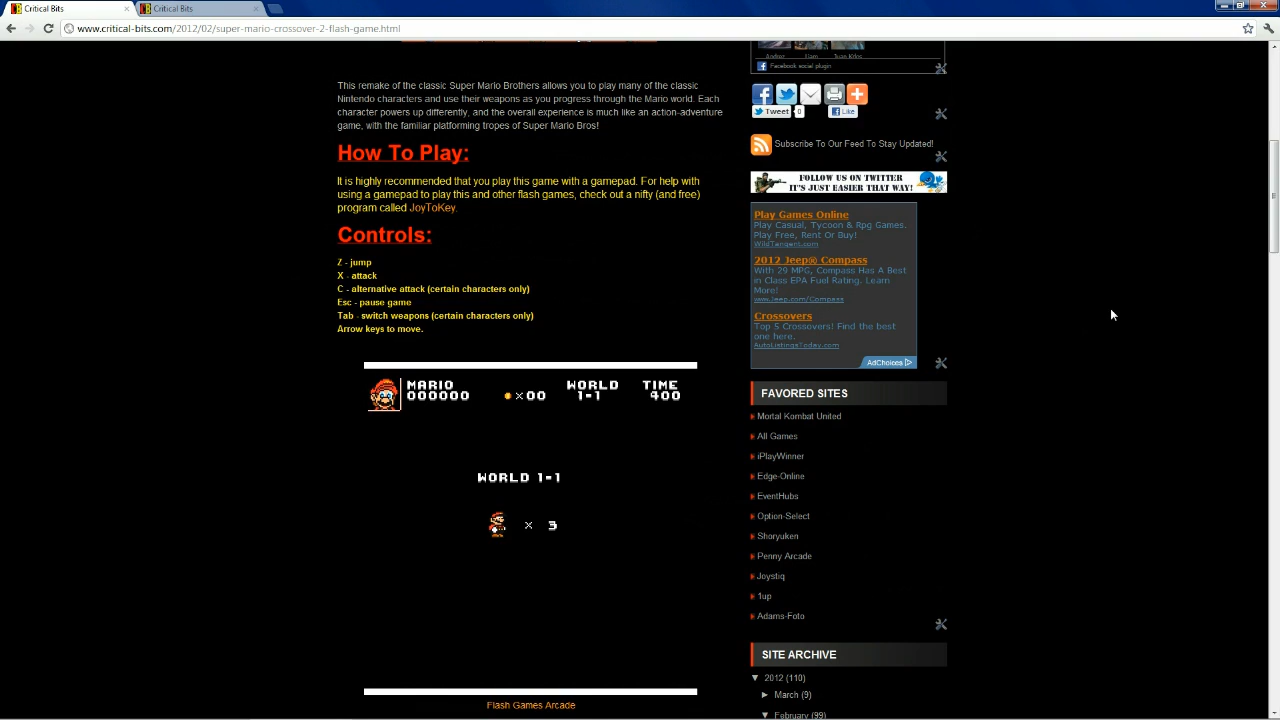 Critical Bits
Critical Bits
www.critical-bits.com/2012/02/super-mario-crossover-2-flash-game.html
This remake of the classic Super Mario Brothers allows you to play many of the classic
Nintendo characters and use their weapons as you progress through the Mario world. Each
character powers up differently, and the overall experience is much like an action-adventure
game, with the familiar platforming tropes of Super Mario Bros!
How To Play:
It is highly recommended that you play this game with a gamepad. For help with
using a gamepad to play this and other flash games, check out a nifty (and free)
program called JoyToKey.
Controls:
Z - jump
X - attack
C - alternative attack (certain characters only)
Esc - pause game
Tab - switch weapons (certain characters only)
Arrow keys to move.
MARIO
000000
×00
WORLD
1-1
TIME
400
WORLD 1-1
× 3
Flash Games Arcade
Facebook social plugin
Tweet 0
Like
Subscribe To Our Feed To Stay Updated!
FOLLOW US ON TWITTER
IT'S JUST EASIER THAT WAY!
Play Games Online
Play Casual, Tycoon & Rpg Games.
Play Free, Rent Or Buy!
WildTangent.com
2012 Jeep® Compass
With 29 MPG, Compass Has A Best
in Class EPA Fuel Rating. Learn
More!
www.Jeep.com/Compass
Crossovers
Top 5 Crossovers! Find the best
one here.
AutoListingsToday.com
AdChoices
FAVORED SITES
Mortal Kombat United
All Games
iPlayWinner
Edge-Online
EventHubs
Option-Select
Shoryuken
Penny Arcade
Joystiq
1up
Adams-Foto
SITE ARCHIVE
2012 (110)
March (9)
February (99)